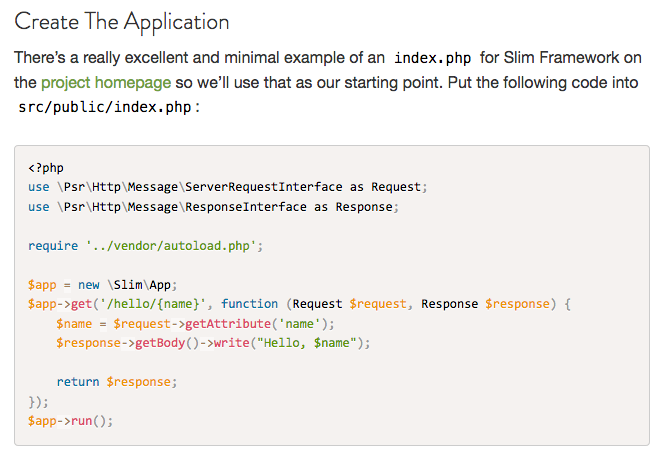 Create The Application
There's a really excellent and minimal example of an index.php for Slim Framework on
the project homepage so we'll use that as our starting point. Put the following code into
src/public/index.php:
<?php
use \Psr\Http\Message\ServerRequestInterface as Request;
use \Psr\Http\Message\ResponseInterface as Response;
require '../vendor/autoload.php';
$app = new \Slim\App;
$app->get('/hello/{name}', function (Request $request, Response $response) {
    $name = $request->getAttribute('name');
    $response->getBody()->write("Hello, $name");
    return $response;
});
$app->run();